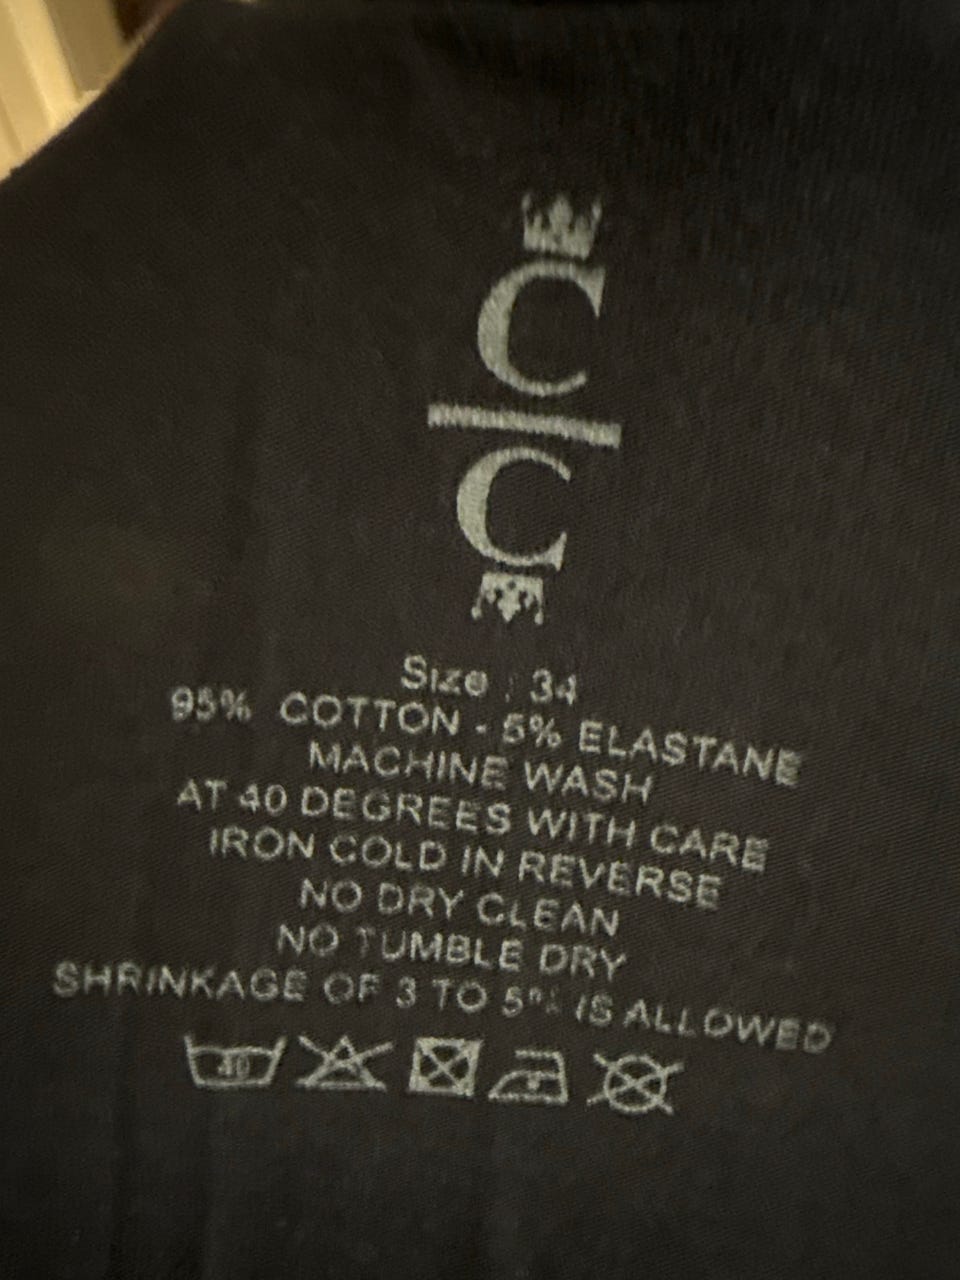 C
C
Size : 34
95% COTTON - 5% ELASTANE
MACHINE WASH
AT 40 DEGREES WITH CARE
IRON COLD IN REVERSE
NO DRY CLEAN
NO TUMBLE DRY
SHRINKAGE OF 3 TO 5% IS ALLOWED
40